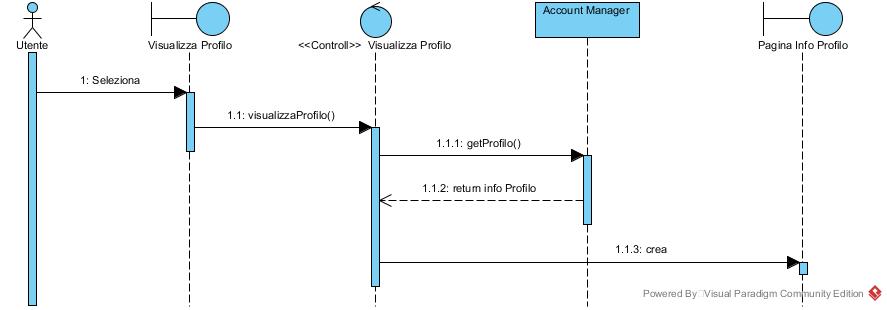 Account Manager
Utente
Visualizza Profilo
<<Controll>> Visualizza Profilo
Pagina Info Profilo
1: Seleziona
1.1: visualizzaProfilo()
1.1.1: getProfilo()
1.1.2: return info Profilo
1.1.3: crea
Powered By Visual Paradigm Community Edition